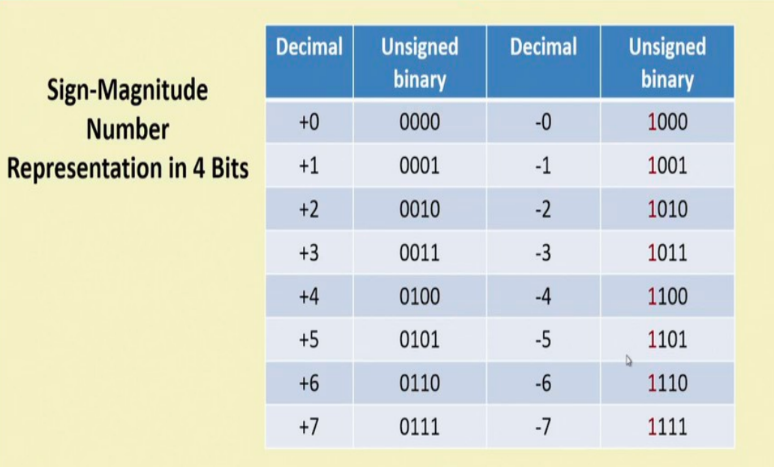 Sign-Magnitude
Number
Representation in 4 Bits
Decimal Unsigned binary Decimal Unsigned binary
+0 0000 -0 1000
+1 0001 -1 1001
+2 0010 -2 1010
+3 0011 -3 1011
+4 0100 -4 1100
+5 0101 -5 1101
+6 0110 -6 1110
+7 0111 -7 1111